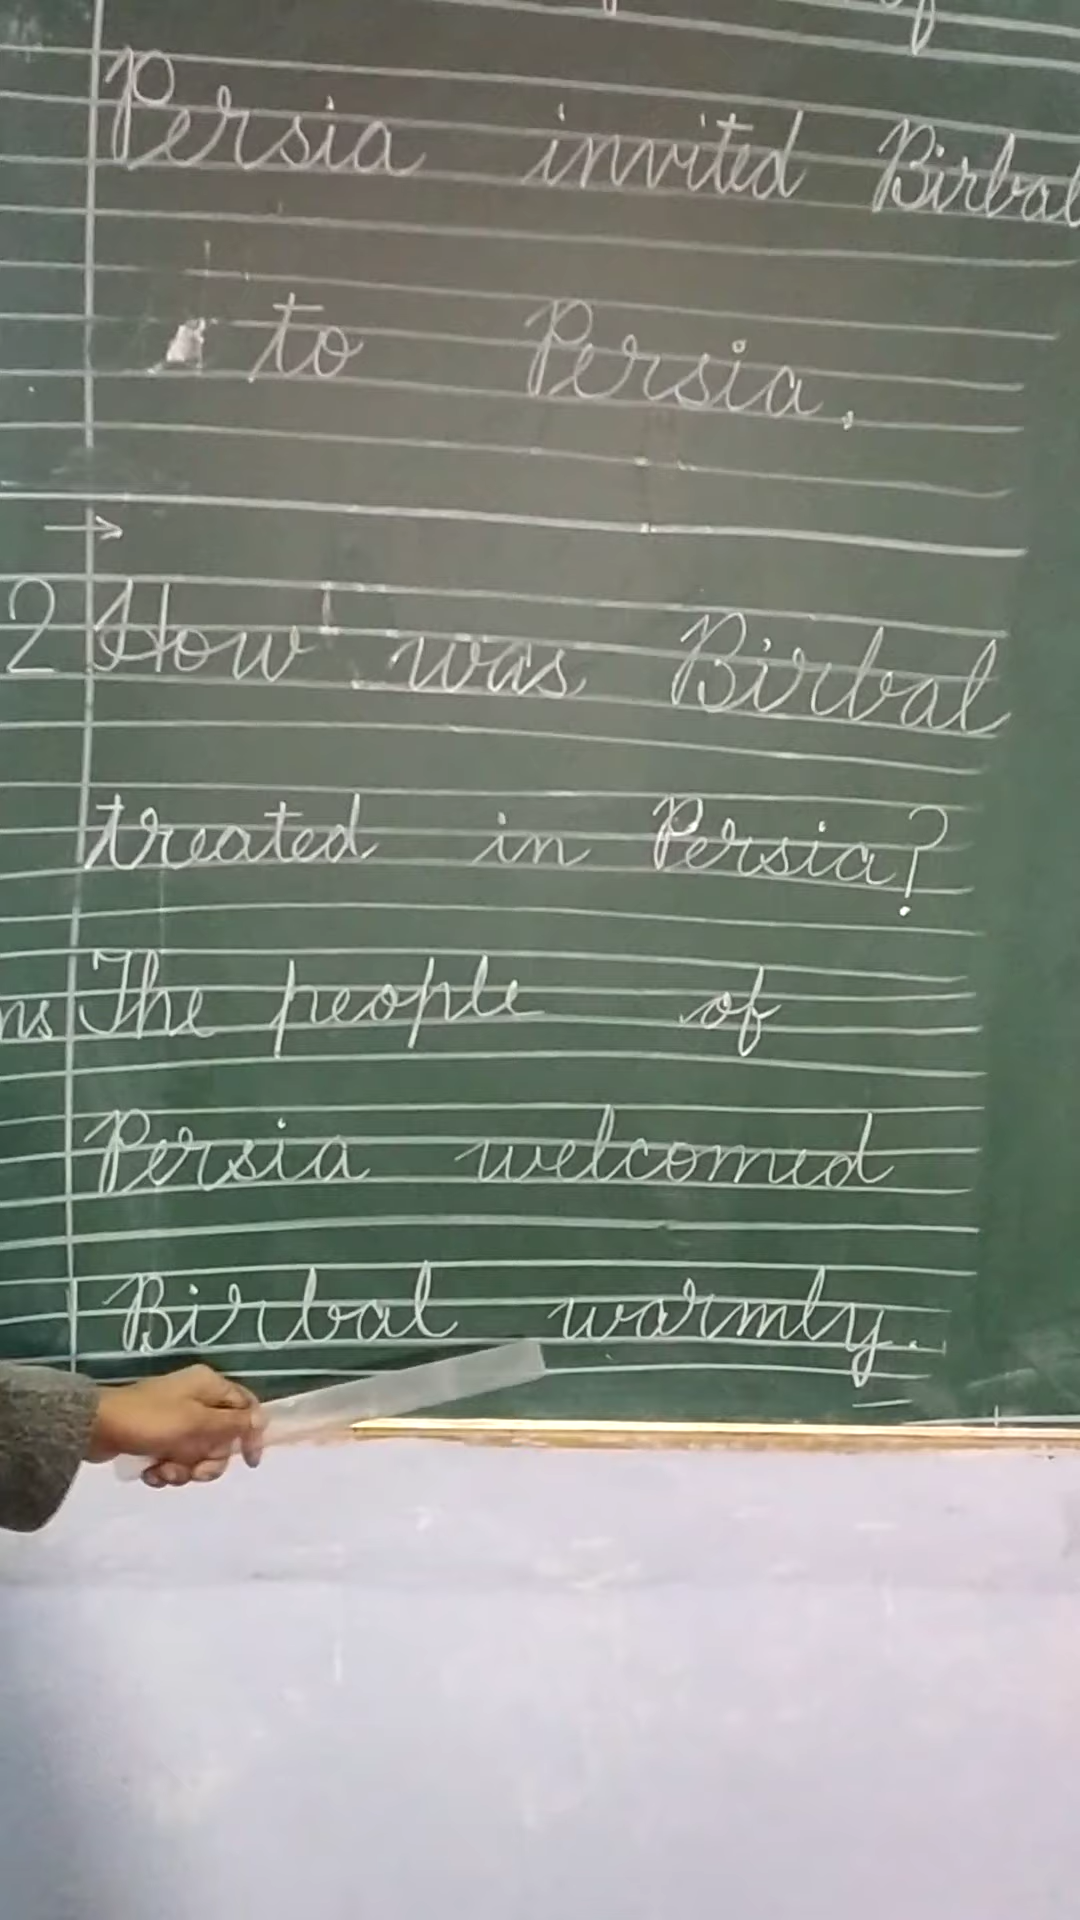 of
Persia invited Birbal
to Persia.
→
2 How was Birbal
treated in Persia?
ns The people of
Persia welcomed
Birbal warmly.